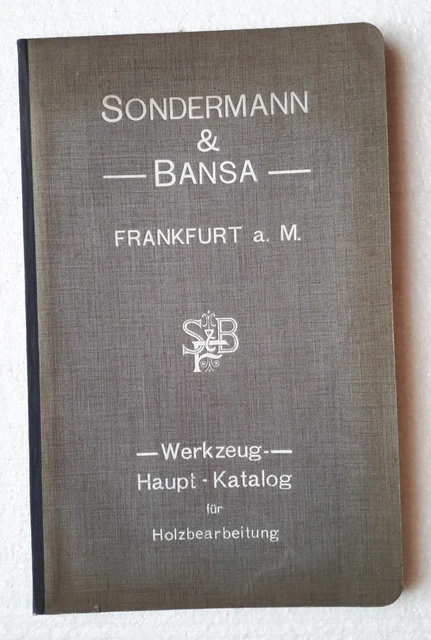 SONDERMANN
&
— BANSA —
FRANKFURT a. M.
S & B
F
— Werkzeug- —
Haupt - Katalog
für
Holzbearbeitung